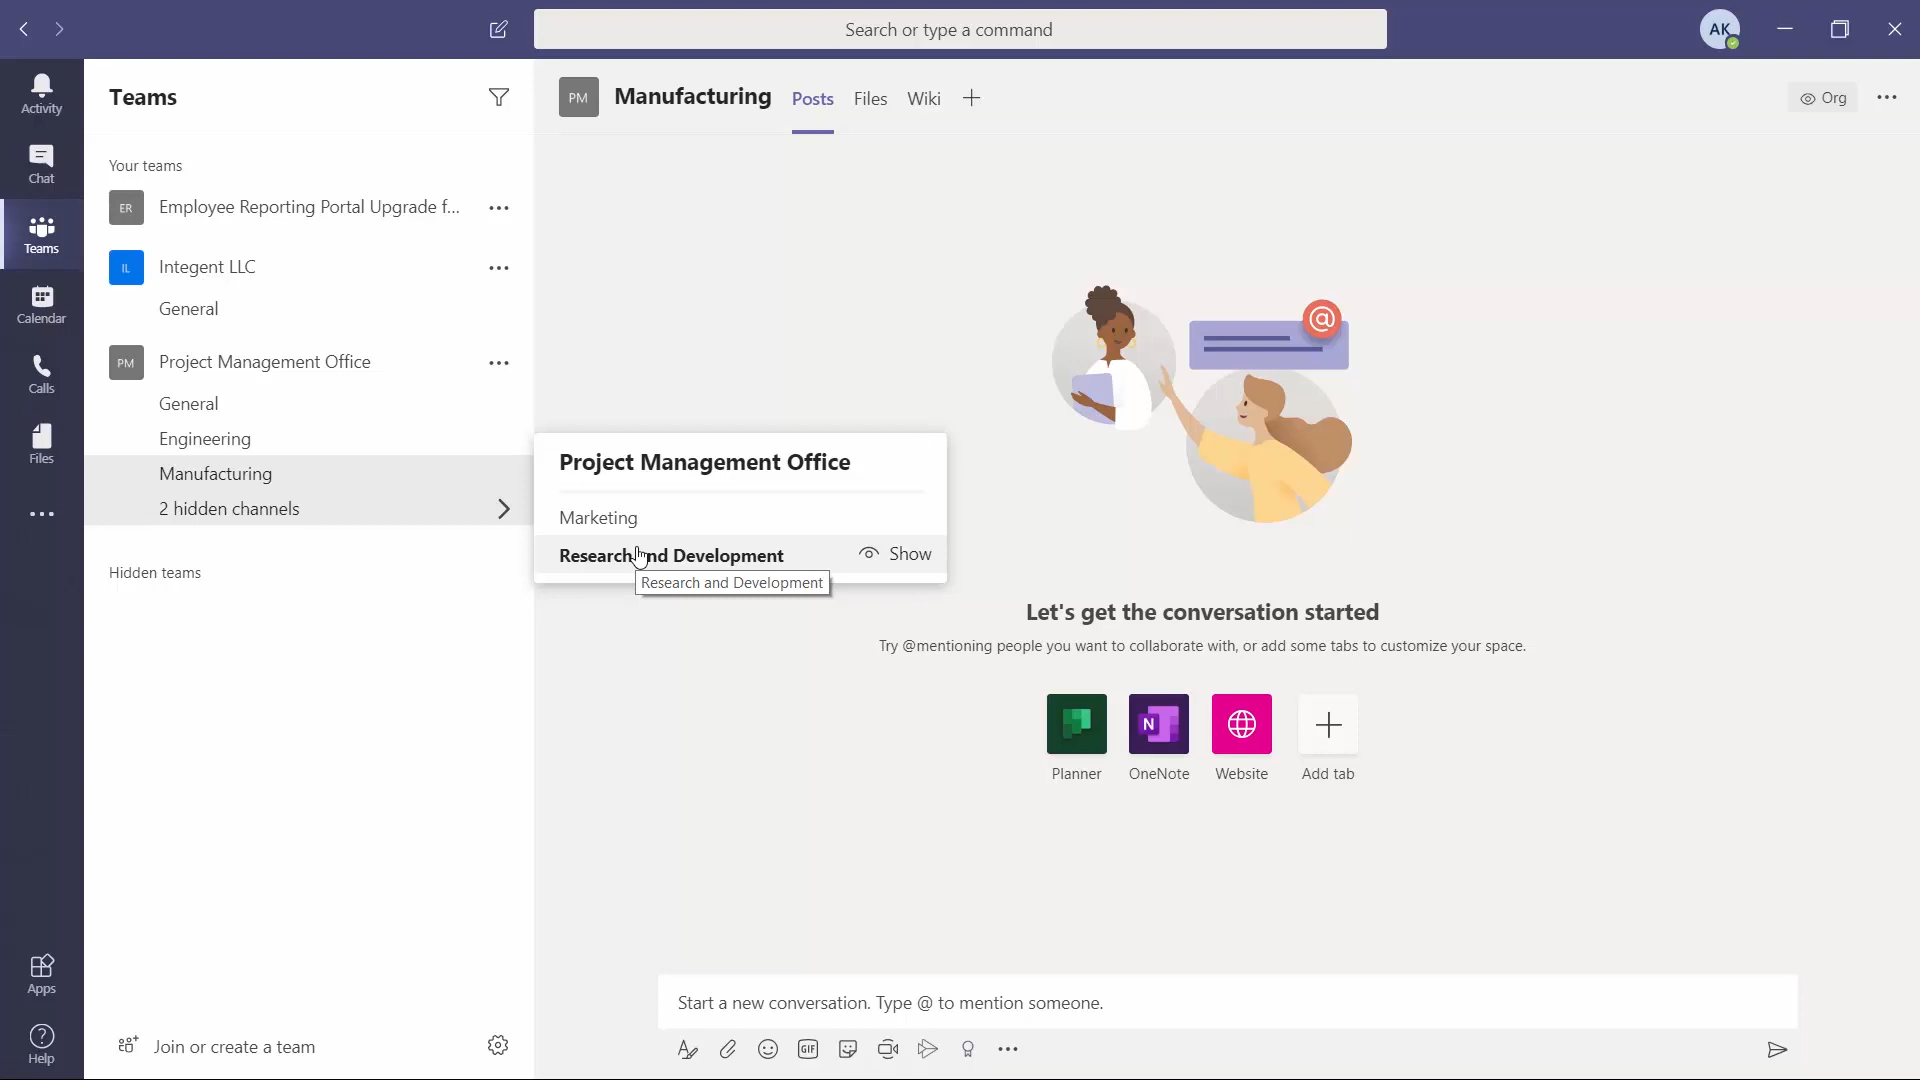 Search or type a command
AK
Activity
Chat
Teams
Calendar
Calls
Files
Apps
Help
Teams
Your teams
ER Employee Reporting Portal Upgrade f...
IL Integent LLC
General
PM Project Management Office
General
Engineering
Manufacturing
2 hidden channels
Hidden teams
Join or create a team
PM Manufacturing Posts Files Wiki
Org
Project Management Office
Marketing
Research and Development Show
Research and Development
@
Let's get the conversation started
Try @mentioning people you want to collaborate with, or add some tabs to customize your space.
N
Planner OneNote Website Add tab
Start a new conversation. Type @ to mention someone.
GIF